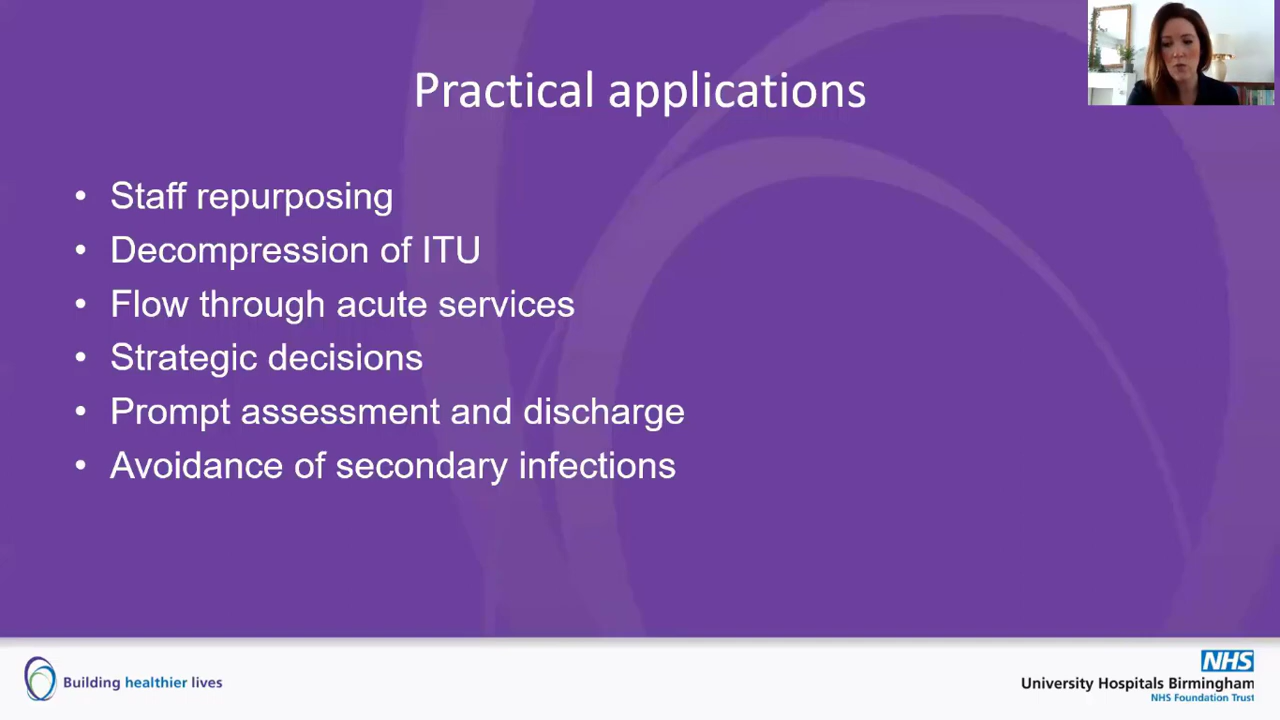 Practical applications
• Staff repurposing
• Decompression of ITU
• Flow through acute services
• Strategic decisions
• Prompt assessment and discharge
• Avoidance of secondary infections
Building healthier lives
NHS
University Hospitals Birmingham
NHS Foundation Trust